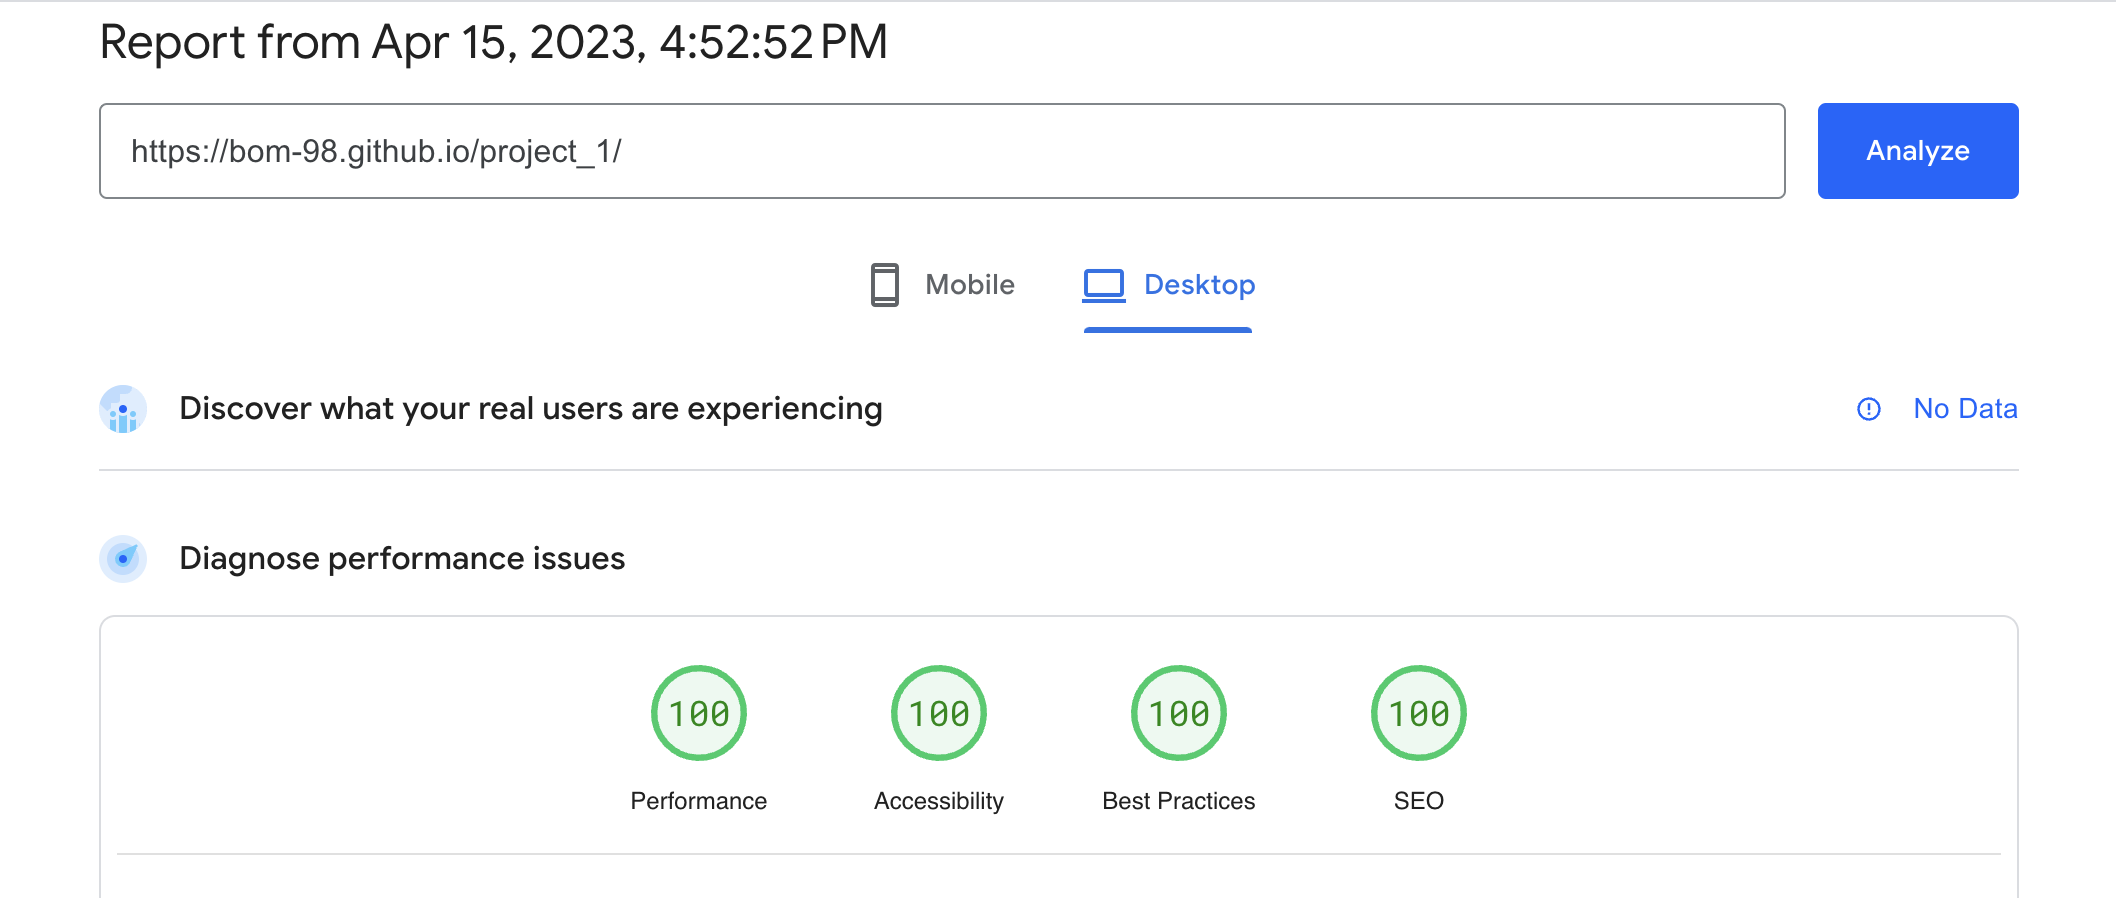 Report from Apr 15, 2023, 4:52:52 PM
https://bom-98.github.io/project_1/
Analyze
Mobile
Desktop
Discover what your real users are experiencing
No Data
Diagnose performance issues
100 100 100 100
Performance Accessibility Best Practices SEO